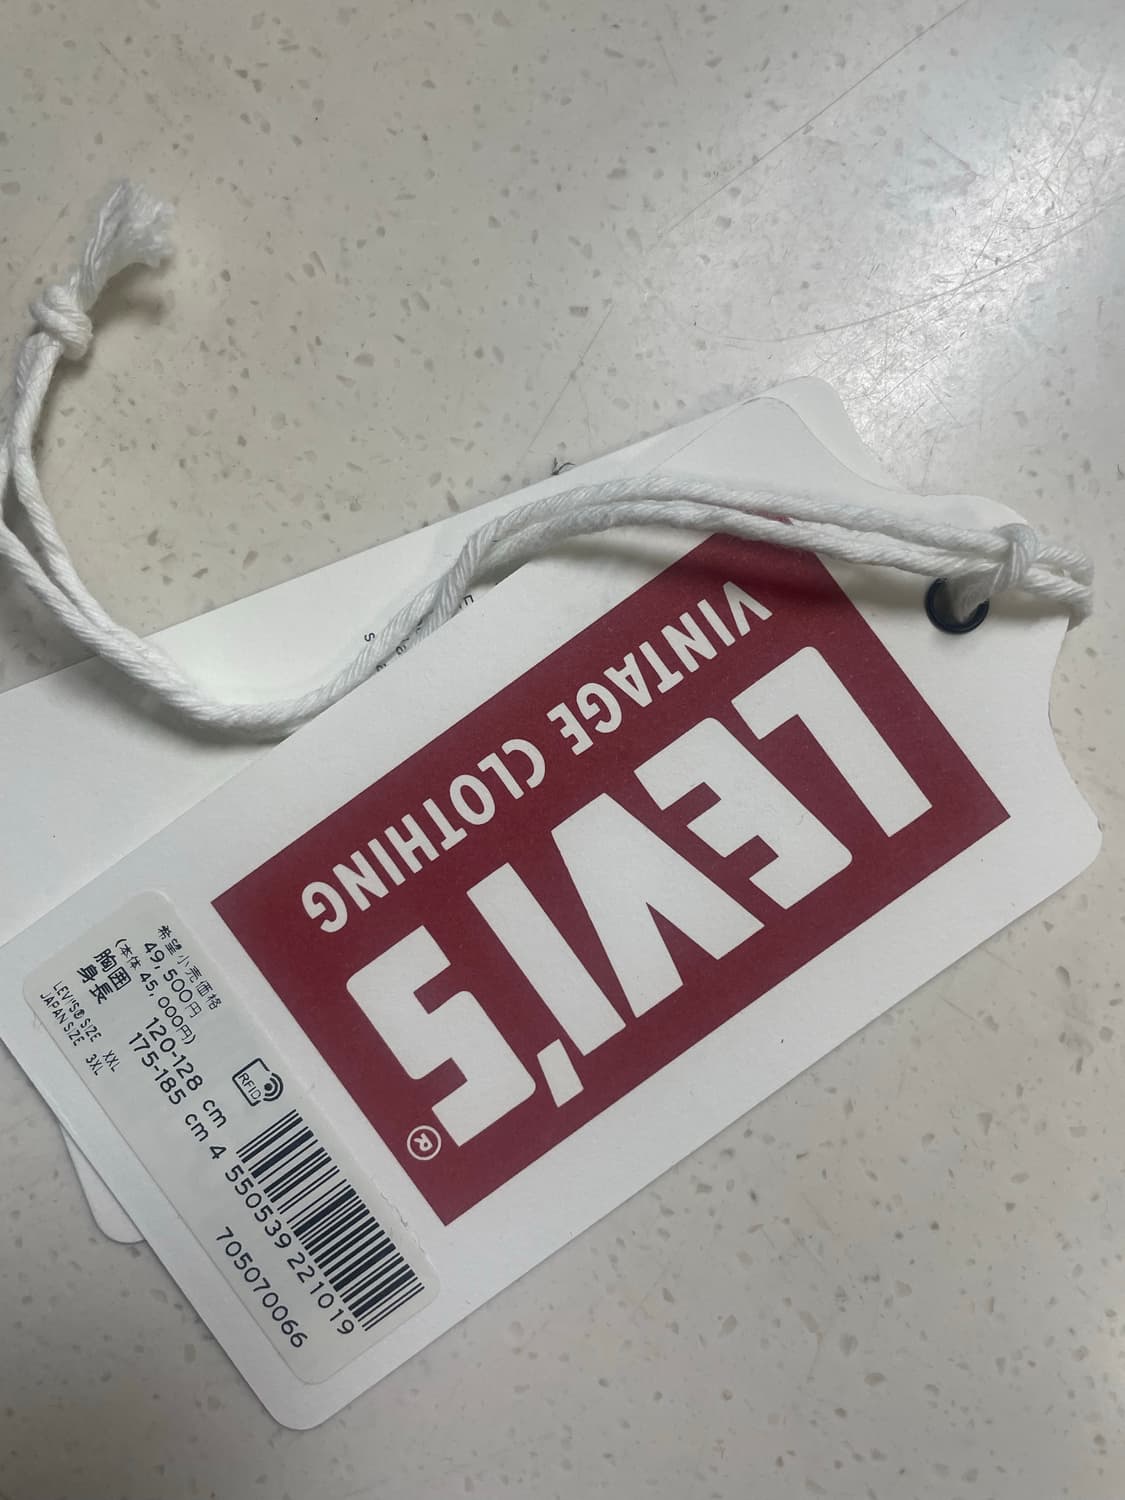 LEVI'S®
VINTAGE CLOTHING
希望小売価格
49,500円
(本体 45,000円)
胸囲 120-128 cm
身長 175-185 cm
LEVI'S® SIZE XXL
JAPAN SIZE 3XL
RFID
4 550539 221019
705070066